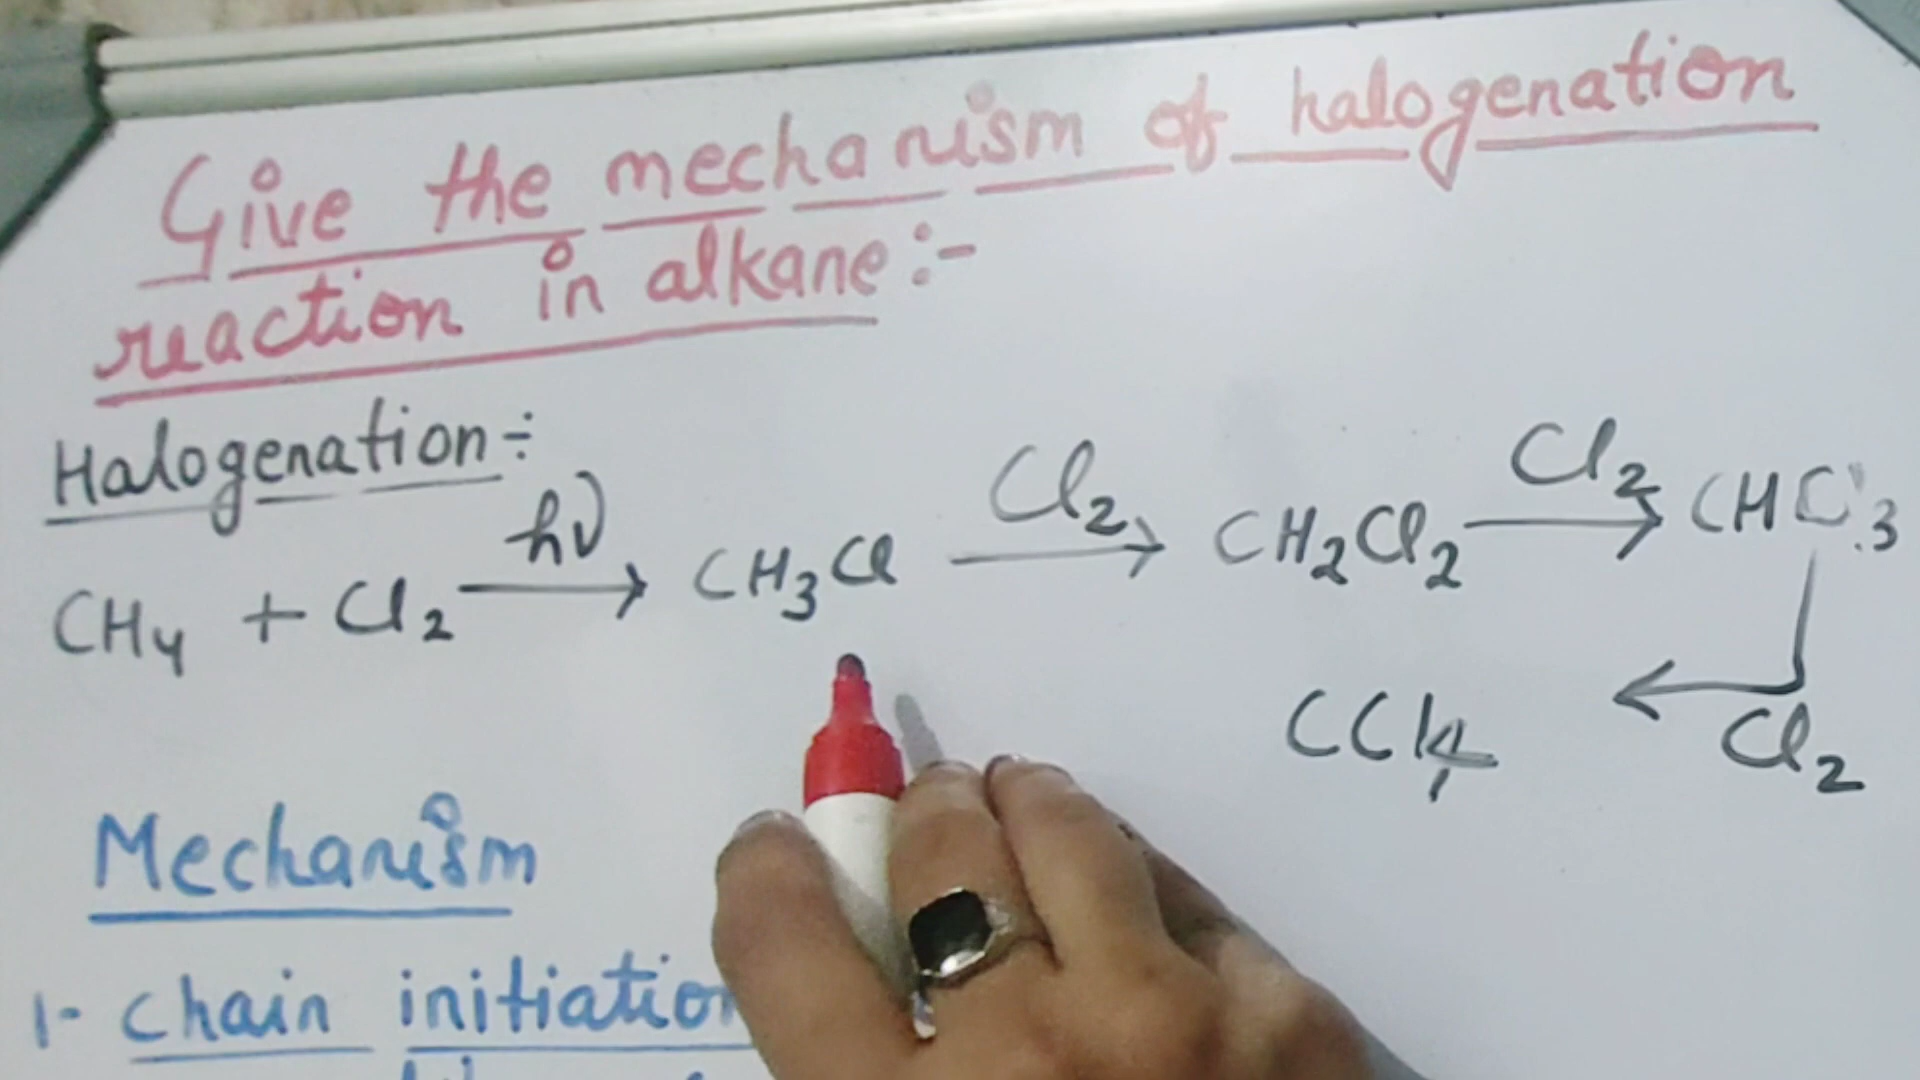 Give the mechanism of halogenation
reaction in alkane:-
Halogenation:-
CH4 + Cl2 hν → CH3Cl Cl2 → CH2Cl2 Cl2 → CHCl3
Cl2 ← CCl4
Mechanism
1- chain initiation